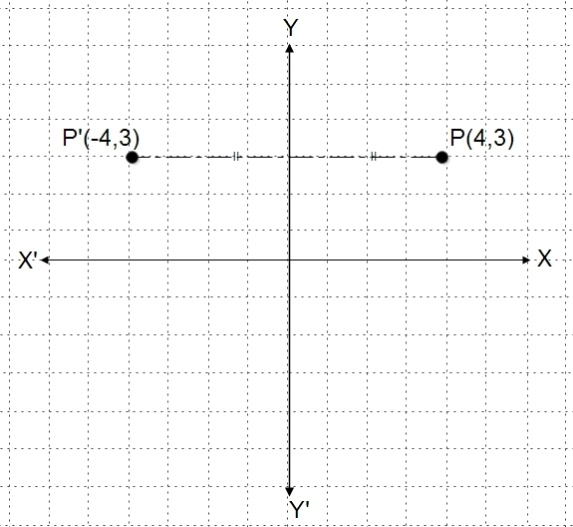 Y
P'(-4,3)
P(4,3)
X'
X
Y'